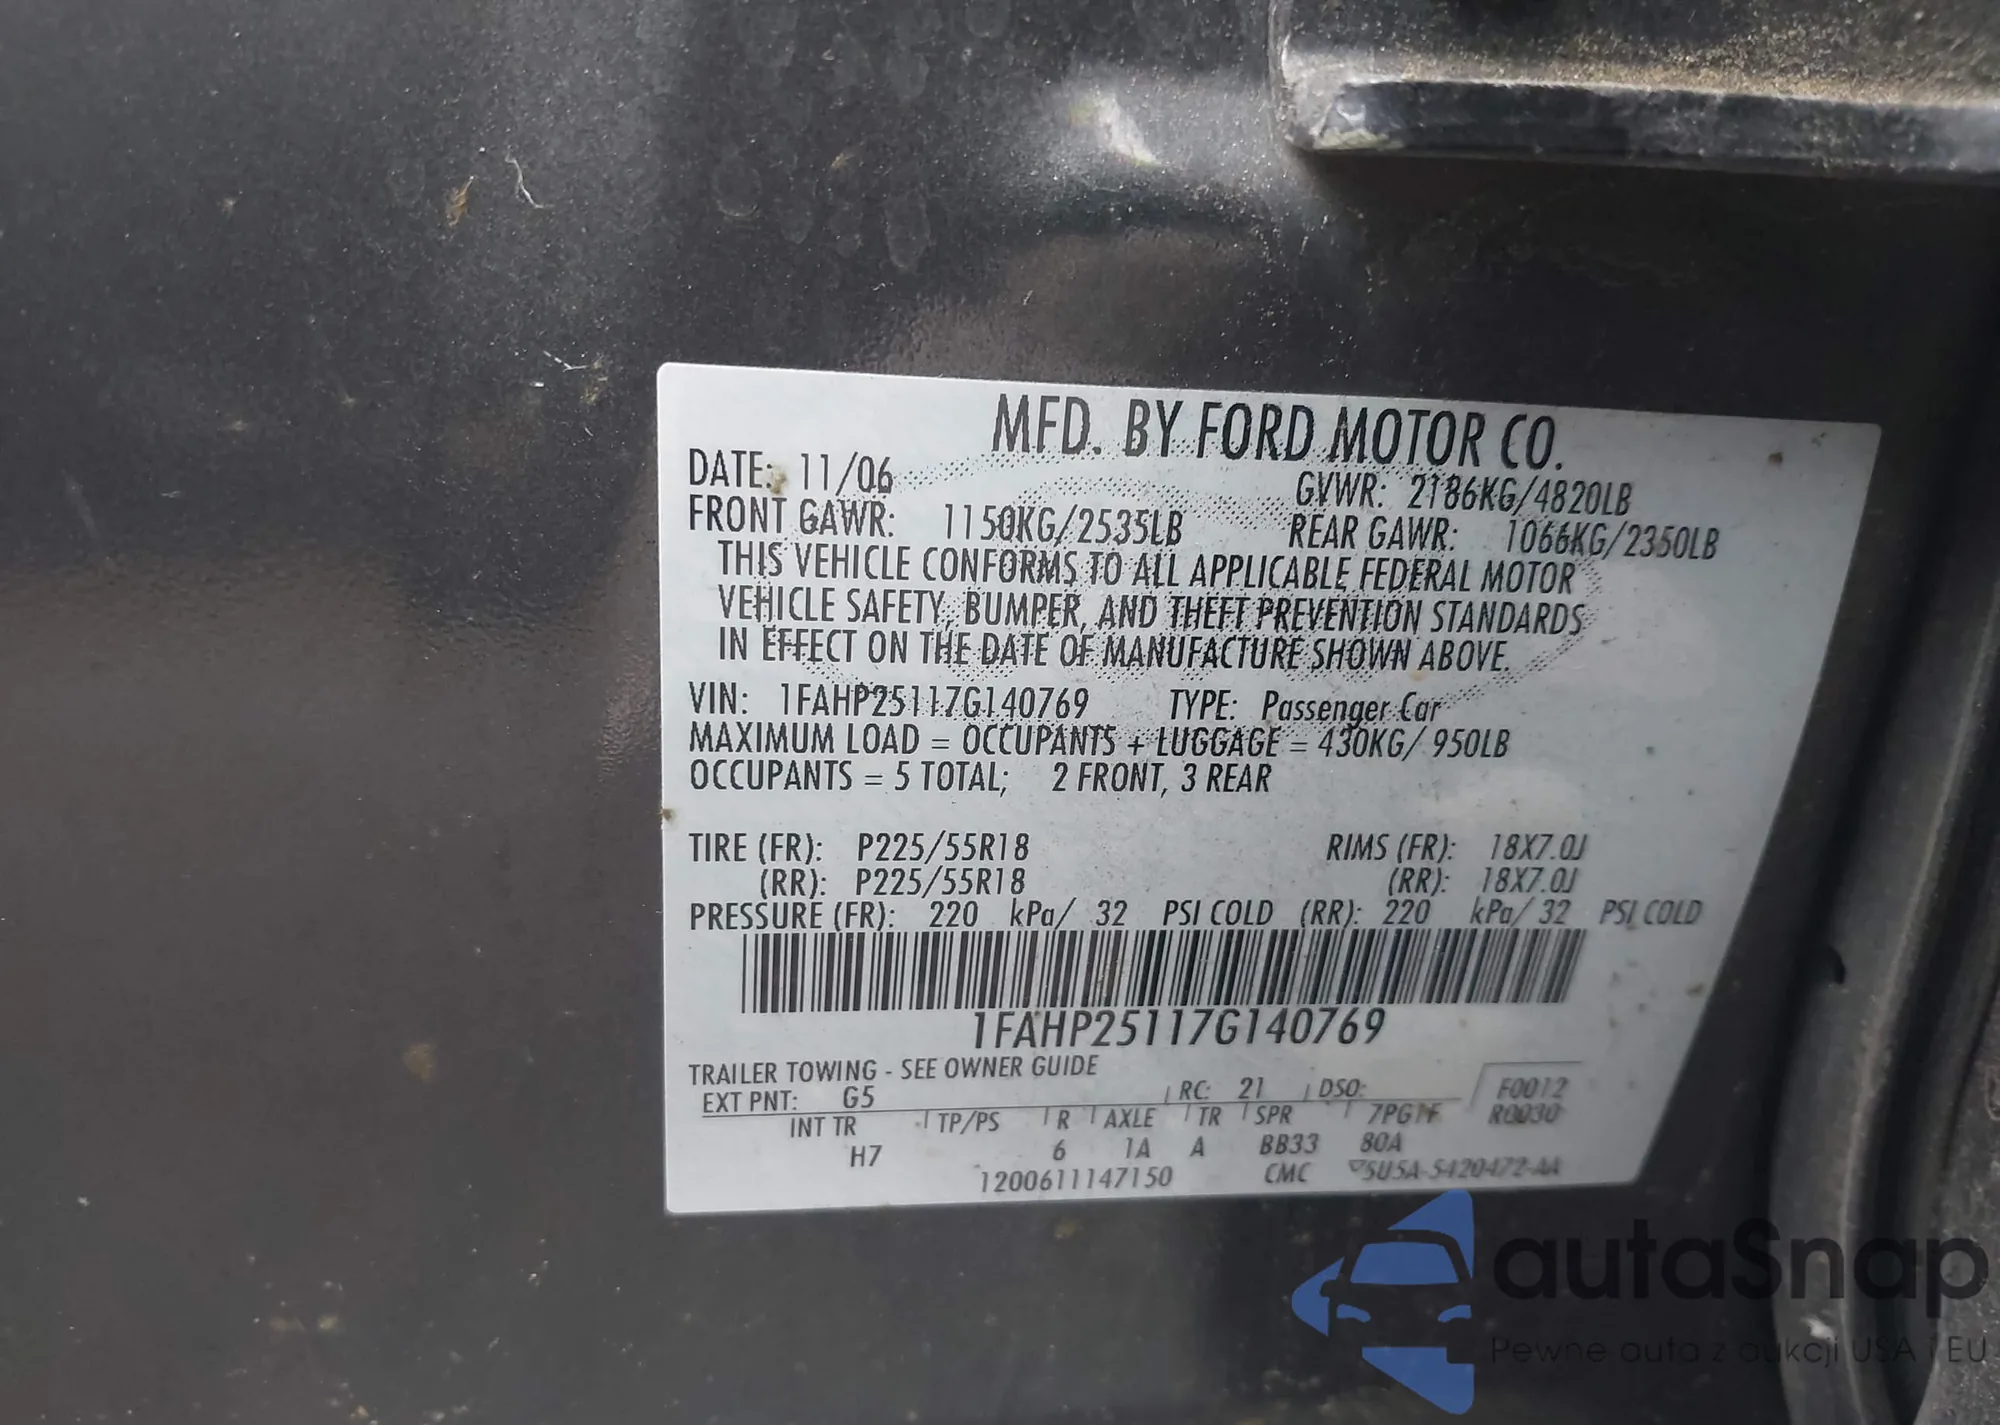 MFD. BY FORD MOTOR CO.
DATE: 11/06 GVWR: 2186KG/4820LB
FRONT GAWR: 1150KG/2535LB REAR GAWR: 1066KG/2350LB
THIS VEHICLE CONFORMS TO ALL APPLICABLE FEDERAL MOTOR
VEHICLE SAFETY, BUMPER, AND THEFT PREVENTION STANDARDS
IN EFFECT ON THE DATE OF MANUFACTURE SHOWN ABOVE.
VIN: 1FAHP25117G140769 TYPE: Passenger Car
MAXIMUM LOAD = OCCUPANTS + LUGGAGE = 430KG/ 950LB
OCCUPANTS = 5 TOTAL; 2 FRONT, 3 REAR
TIRE (FR): P225/55R18 RIMS (FR): 18X7.0J
(RR): P225/55R18 (RR): 18X7.0J
PRESSURE (FR): 220 kPa/ 32 PSI COLD (RR): 220 kPa/ 32 PSI COLD
1FAHP25117G140769
TRAILER TOWING - SEE OWNER GUIDE
EXT PNT: G5 RC: 21 DSO: F0012
INT TR TP/PS R AXLE TR SPR R0030
H7 6 1A A BB33 80A
1200611147150 CMC
autoSnap
Pewne auta z aukcji USA i EU